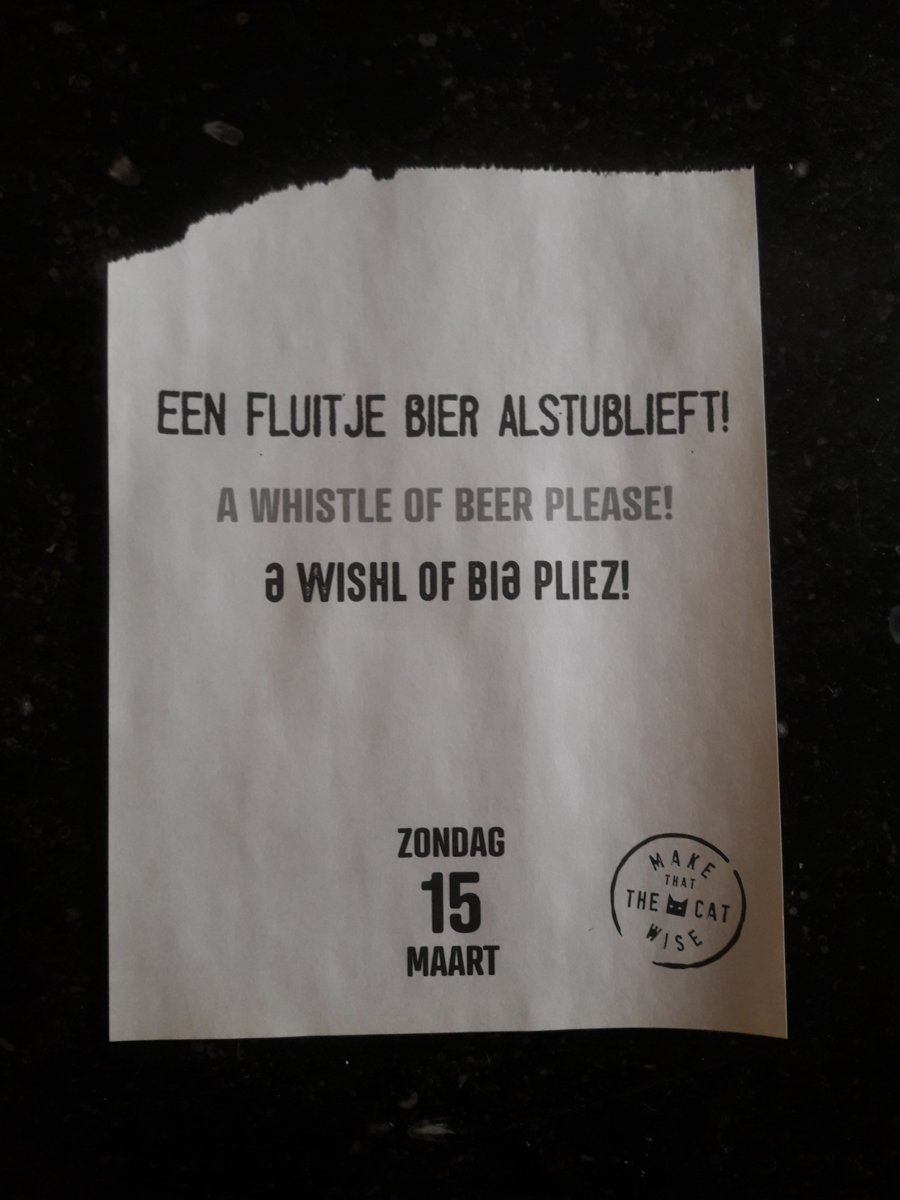 EEN FLUITJE BIER ALSTUBLIEFT!
A WHISTLE OF BEER PLEASE!
Ə WISHL OF BIƏ PLIEZ!
ZONDAG
15
MAART
MAKE
THAT
THE CAT
WISE